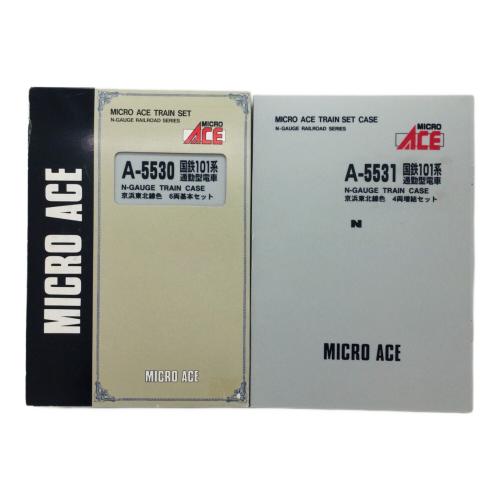 MICRO ACE
MICRO ACE TRAIN SET
N-GAUGE RAILROAD SERIES
MICRO
ACE
A-5530 国鉄101系
通勤型電車
N-GAUGE TRAIN CASE
京浜東北線色 6両基本セット
MICRO ACE
MICRO ACE TRAIN SET CASE
N-GAUGE RAILROAD SERIES
MICRO
ACE
A-5531 国鉄101系
通勤型電車
N-GAUGE TRAIN CASE
京浜東北線色 4両増結セット
N
MICRO ACE